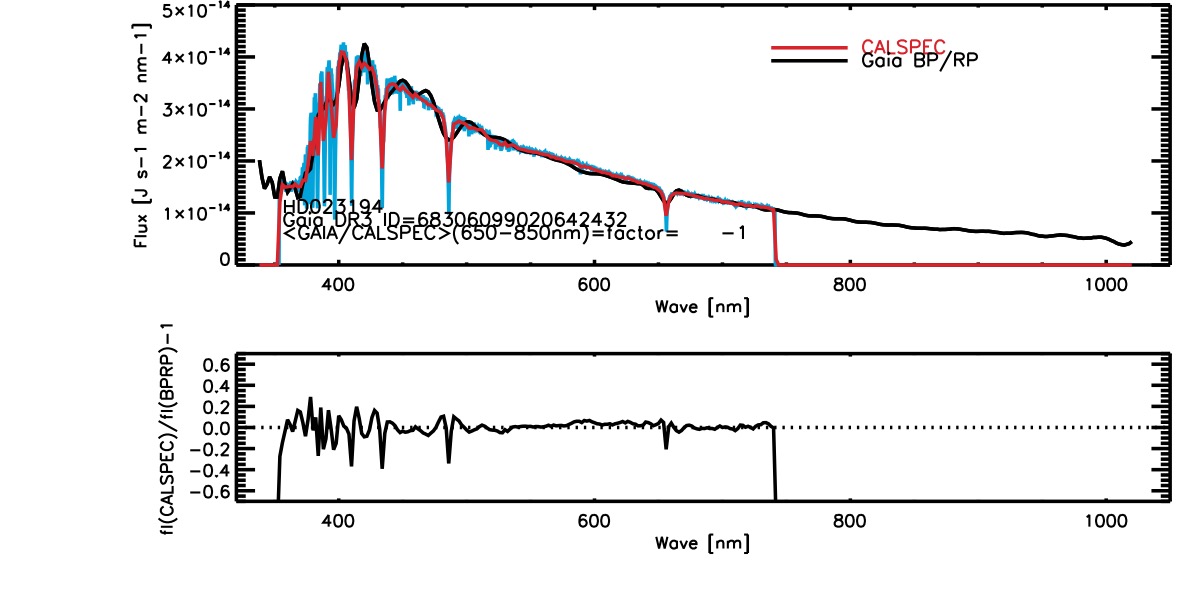 5×10⁻¹⁴
4×10⁻¹⁴
3×10⁻¹⁴
2×10⁻¹⁴
1×10⁻¹⁴
0
Flux [J s−1 m−2 nm−1]
CALSPEC
Gaia BP/RP
HD023194
Gaia DR3 ID=68306099020642432
<GAIA/CALSPEC>(650−850nm)=factor= −1
400 600 800 1000
Wave [nm]
fl(CALSPEC)/fl(BPRP)−1
0.6
0.4
0.2
0.0
−0.2
−0.4
−0.6
400 600 800 1000
Wave [nm]